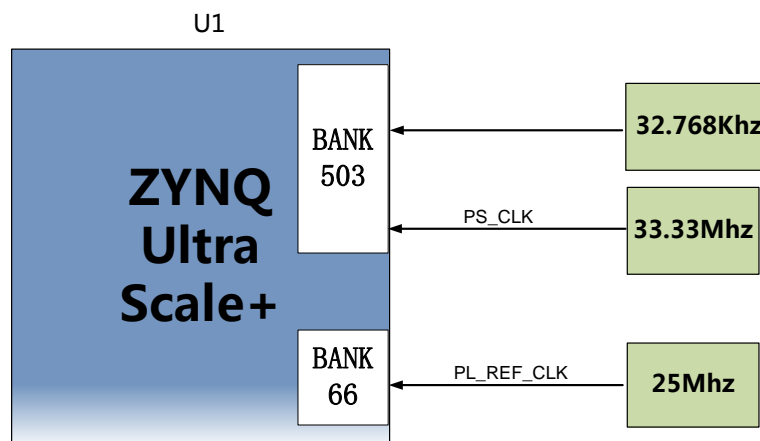 U1
BANK
503
32.768Khz
ZYNQ
Ultra
Scale+
PS_CLK
33.33Mhz
BANK
66
PL_REF_CLK
25Mhz